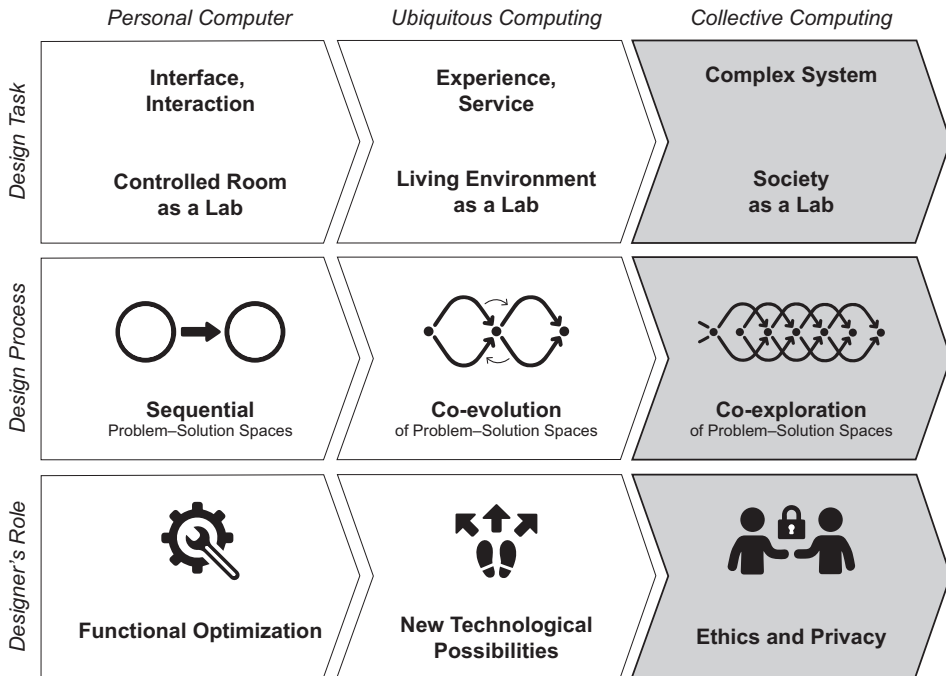 Personal Computer
Ubiquitous Computing
Collective Computing
Design Task
Interface,
Interaction
Controlled Room
as a Lab
Experience,
Service
Living Environment
as a Lab
Complex System
Society
as a Lab
Design Process
Sequential
Problem–Solution Spaces
Co-evolution
of Problem–Solution Spaces
Co-exploration
of Problem–Solution Spaces
Designer’s Role
Functional Optimization
New Technological
Possibilities
Ethics and Privacy